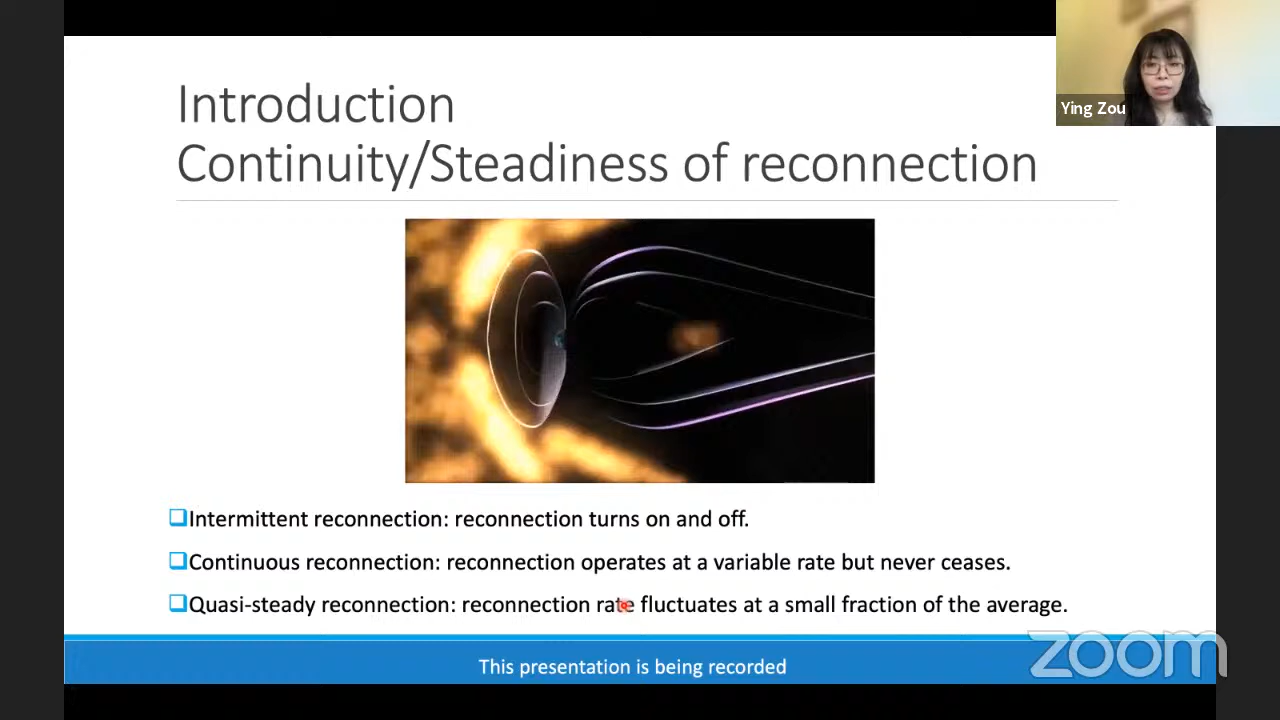 Introduction
Continuity/Steadiness of reconnection
Ying Zou
❑Intermittent reconnection: reconnection turns on and off.
❑Continuous reconnection: reconnection operates at a variable rate but never ceases.
❑Quasi-steady reconnection: reconnection rate fluctuates at a small fraction of the average.
This presentation is being recorded
zoom